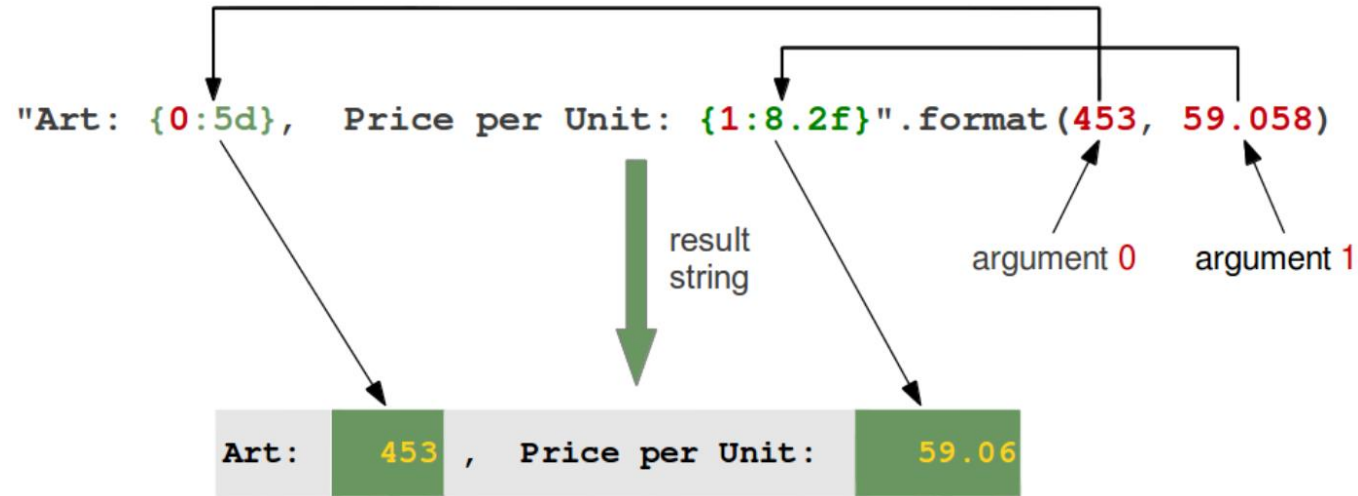 "Art: {0:5d},  Price per Unit: {1:8.2f}".format(453, 59.058)
result
string
argument 0 argument 1
Art:   453 ,  Price per Unit:    59.06